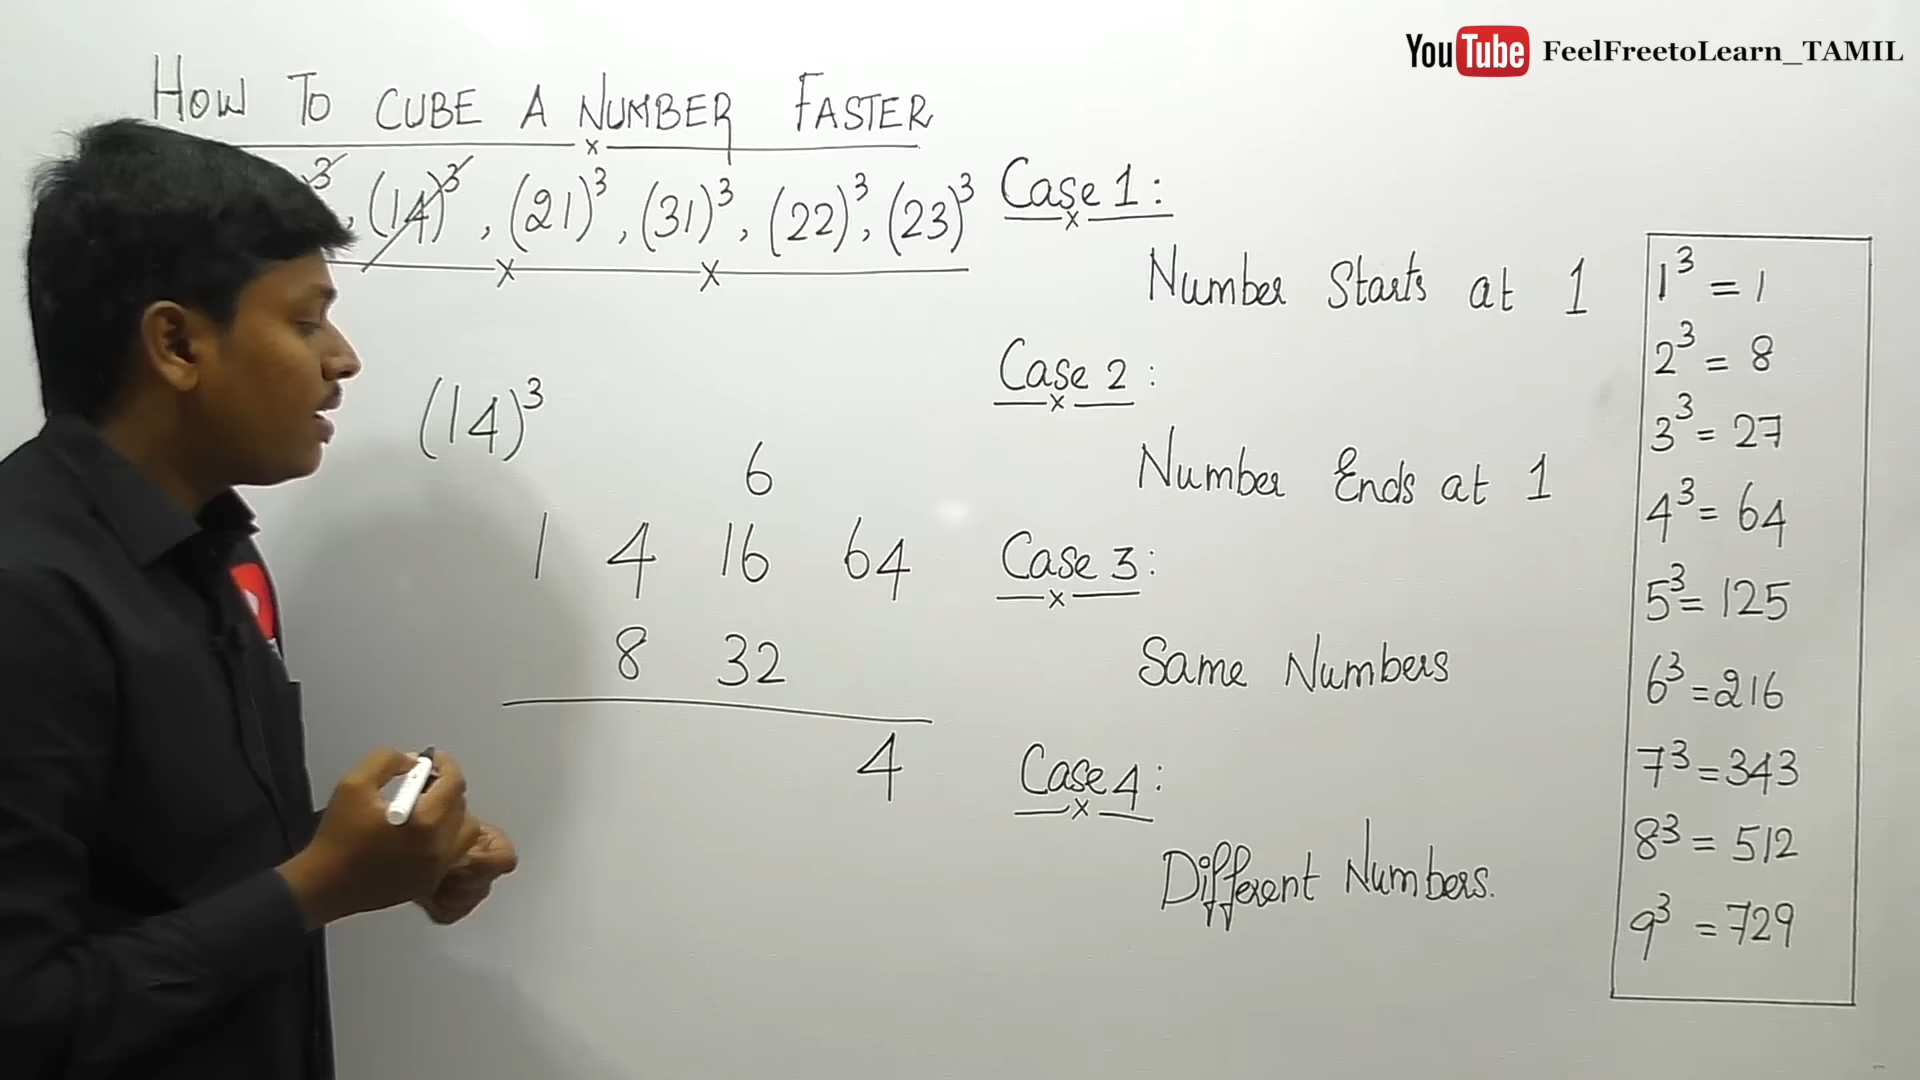 YouTube FeelFreetoLearn_TAMIL
HOW TO CUBE A NUMBER FASTER
3, (14)³, (21)³, (31)³, (22)³, (23)³
Case 1:
Number Starts at 1
Case 2:
Number Ends at 1
Case 3:
Same Numbers
Case 4:
Different Numbers.
(14)³
6
1 4 16 64
8 32
4
1³ = 1
2³ = 8
3³ = 27
4³ = 64
5³ = 125
6³ = 216
7³ = 343
8³ = 512
9³ = 729